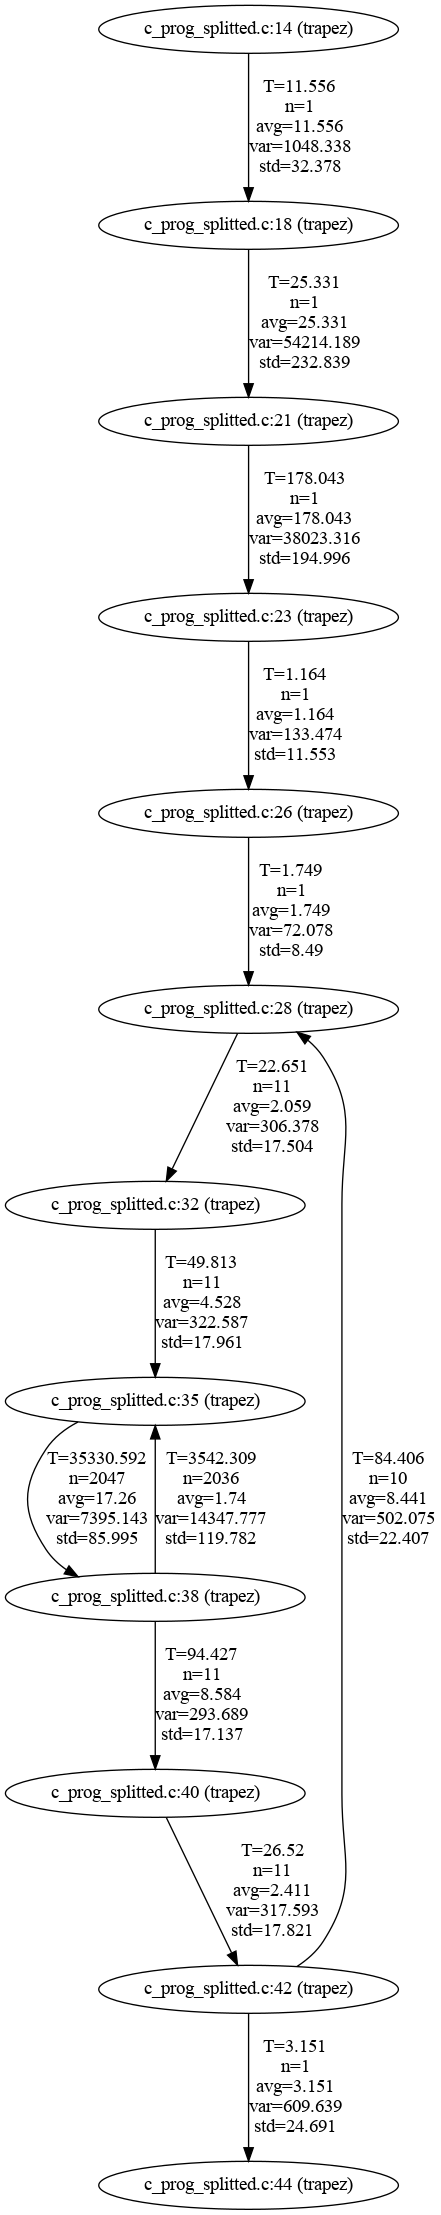 c_prog_splitted.c:14 (trapez)
T=11.556
n=1
avg=11.556
var=1048.338
std=32.378
c_prog_splitted.c:18 (trapez)
T=25.331
n=1
avg=25.331
var=54214.189
std=232.839
c_prog_splitted.c:21 (trapez)
T=178.043
n=1
avg=178.043
var=38023.316
std=194.996
c_prog_splitted.c:23 (trapez)
T=1.164
n=1
avg=1.164
var=133.474
std=11.553
c_prog_splitted.c:26 (trapez)
T=1.749
n=1
avg=1.749
var=72.078
std=8.49
c_prog_splitted.c:28 (trapez)
T=22.651
n=11
avg=2.059
var=306.378
std=17.504
c_prog_splitted.c:32 (trapez)
T=49.813
n=11
avg=4.528
var=322.587
std=17.961
c_prog_splitted.c:35 (trapez)
T=35330.592
n=2047
avg=17.26
var=7395.143
std=85.995
T=3542.309
n=2036
avg=1.74
var=14347.777
std=119.782
T=84.406
n=10
avg=8.441
var=502.075
std=22.407
c_prog_splitted.c:38 (trapez)
T=94.427
n=11
avg=8.584
var=293.689
std=17.137
c_prog_splitted.c:40 (trapez)
T=26.52
n=11
avg=2.411
var=317.593
std=17.821
c_prog_splitted.c:42 (trapez)
T=3.151
n=1
avg=3.151
var=609.639
std=24.691
c_prog_splitted.c:44 (trapez)